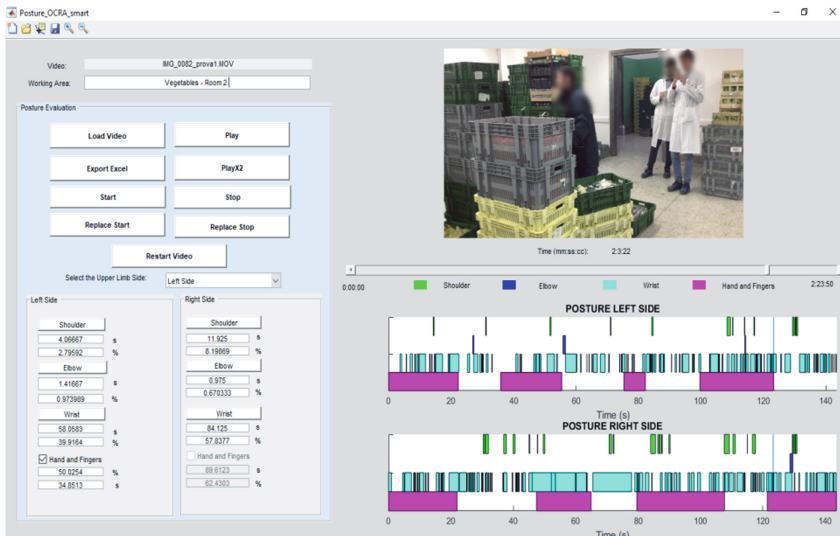 Posture_OCRA_smart
Video:
IMG_0082_prova1.MOV
Working Area:
Vegetables - Room 2
Posture Evaluation
Load Video
Play
Export Excel
PlayX2
Start
Stop
Replace Start
Replace Stop
Restart Video
Select the Upper Limb Side:
Left Side
Left Side
Shoulder
4.06667 s
2.79592 %
Elbow
1.41667 s
0.973989 %
Wrist
58.0583 s
39.9164 %
Hand and Fingers
50.0254 %
34.8513 s
Right Side
Shoulder
11.925 s
8.19869 %
Elbow
0.975 s
0.670333 %
Wrist
84.125 s
57.8377 %
Hand and Fingers
89.6123 s
62.4303 %
Time (mm:ss:cc): 2:3:22
0:00:00
2:23:50
Shoulder Elbow Wrist Hand and Fingers
POSTURE LEFT SIDE
0 20 40 60 80 100 120 140
Time (s)
POSTURE RIGHT SIDE
0 20 40 60 80 100 120 140
Time (s)